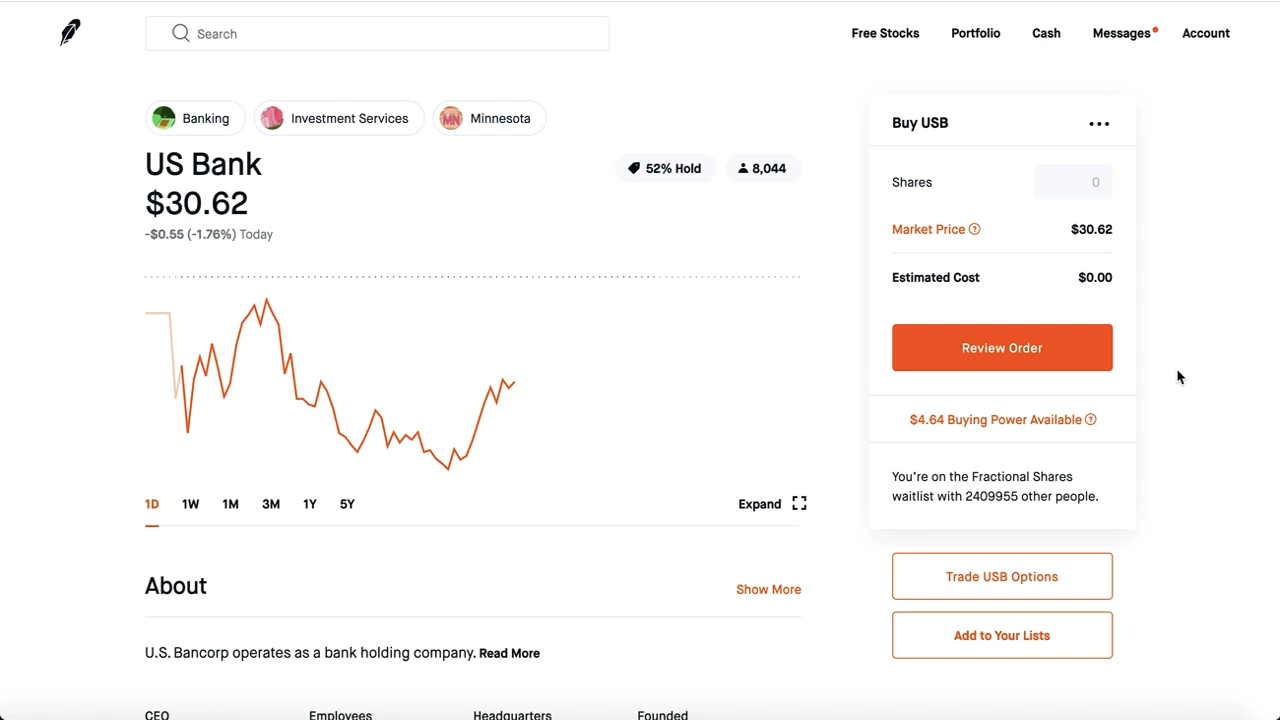 Search
Free Stocks
Portfolio
Cash
Messages
Account
Banking
Investment Services
MN
Minnesota
US Bank
$30.62
-$0.55 (-1.76%) Today
52% Hold
8,044
1D
1W
1M
3M
1Y
5Y
Expand
About
Show More
U.S. Bancorp operates as a bank holding company. Read More
CEO
Employees
Headquarters
Founded
Buy USB
Shares
0
Market Price ?
$30.62
Estimated Cost
$0.00
Review Order
$4.64 Buying Power Available ?
You're on the Fractional Shares
waitlist with 2409955 other people.
Trade USB Options
Add to Your Lists